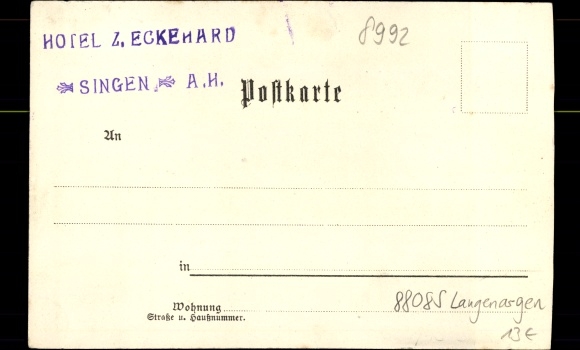 HOTEL Z. ECKEHARD
8992
SINGEN A.H.
Postkarte
An
in
Wohnung
Straße u. Hausnummer.
88085 Langenargen
13€